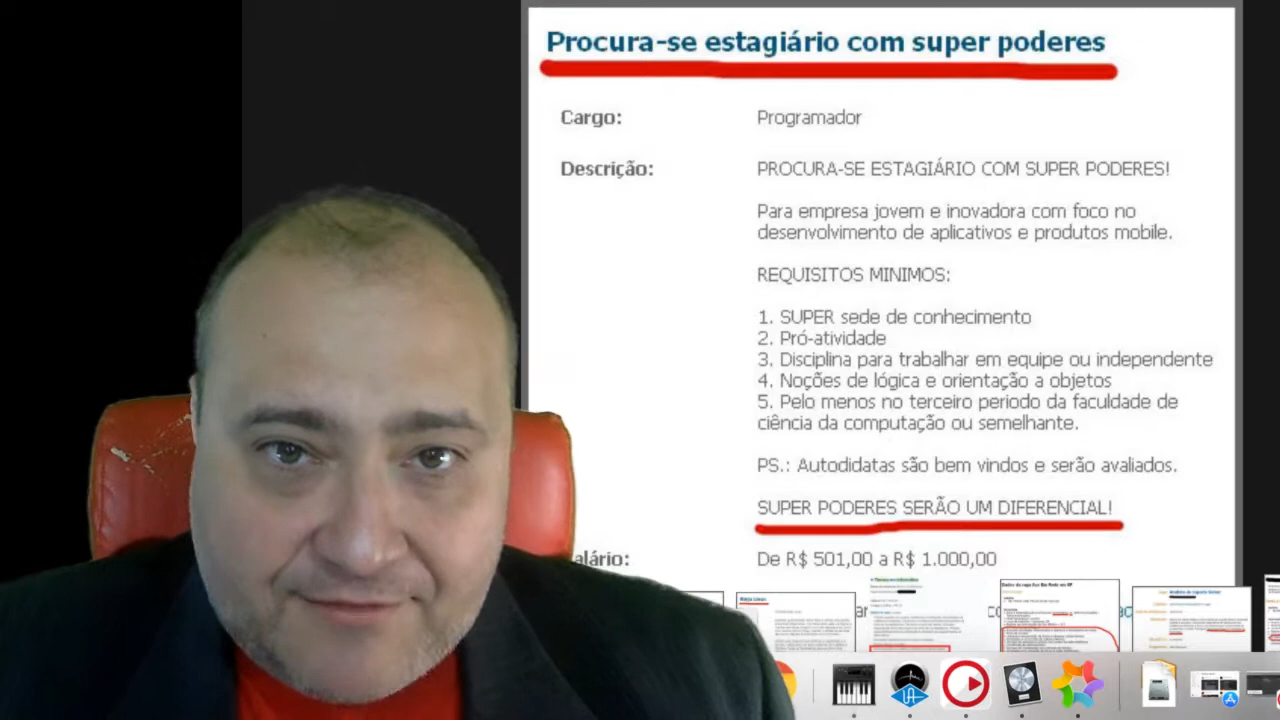 Procura-se estagiário com super poderes
Cargo: Programador
Descrição: PROCURA-SE ESTAGIÁRIO COM SUPER PODERES!
Para empresa jovem e inovadora com foco no
desenvolvimento de aplicativos e produtos mobile.
REQUISITOS MINIMOS:
1. SUPER sede de conhecimento
2. Pró-atividade
3. Disciplina para trabalhar em equipe ou independente
4. Noções de lógica e orientação a objetos
5. Pelo menos no terceiro periodo da faculdade de
ciência da computação ou semelhante.
PS.: Autodidatas são bem vindos e serão avaliados.
SUPER PODERES SERÃO UM DIFERENCIAL!
alário: De R$ 501,00 a R$ 1.000,00